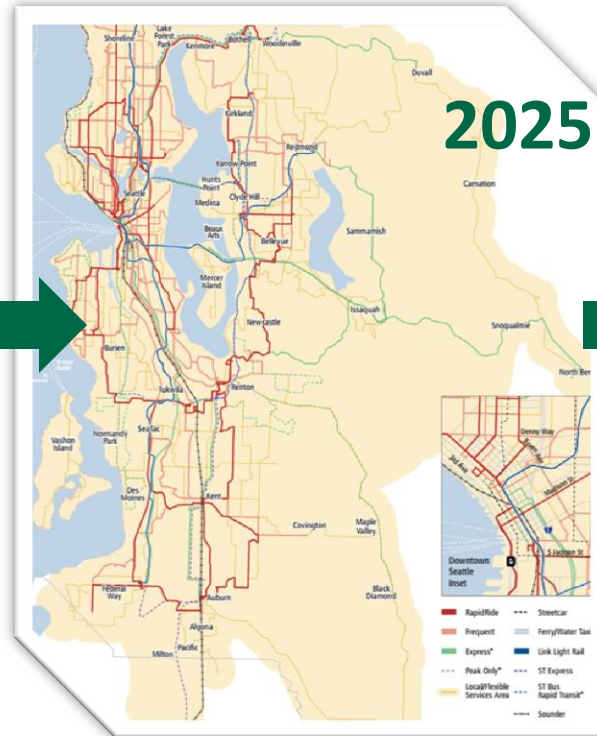 Lake
Forest
Park
Shoreline
Kenmore
Bothell
Woodinville
Duvall
2025
Kirkland
Redmond
Yarrow Point
Carnation
Hunts
Point
Seattle
Clyde Hill
Medina
Beaux
Arts
Sammamish
Bellevue
Mercer
Island
Issaquah
Newcastle
Snoqualmie
Burien
North Ben
Tukwila
Renton
Vashon
Island
Normandy
Park
SeaTac
Des
Moines
Kent
Covington
Maple
Valley
Black
Diamond
Federal
Way
Auburn
Algona
Pacific
Milton
Denny Way
3rd Ave
Madison St
S Jackson St
Downtown
Seattle
Inset
RapidRide
Frequent
Express*
Peak Only*
Local/Flexible
Services Area
Streetcar
Ferry/Water Taxi
Link Light Rail
ST Express
ST Bus
Rapid Transit*
Sounder